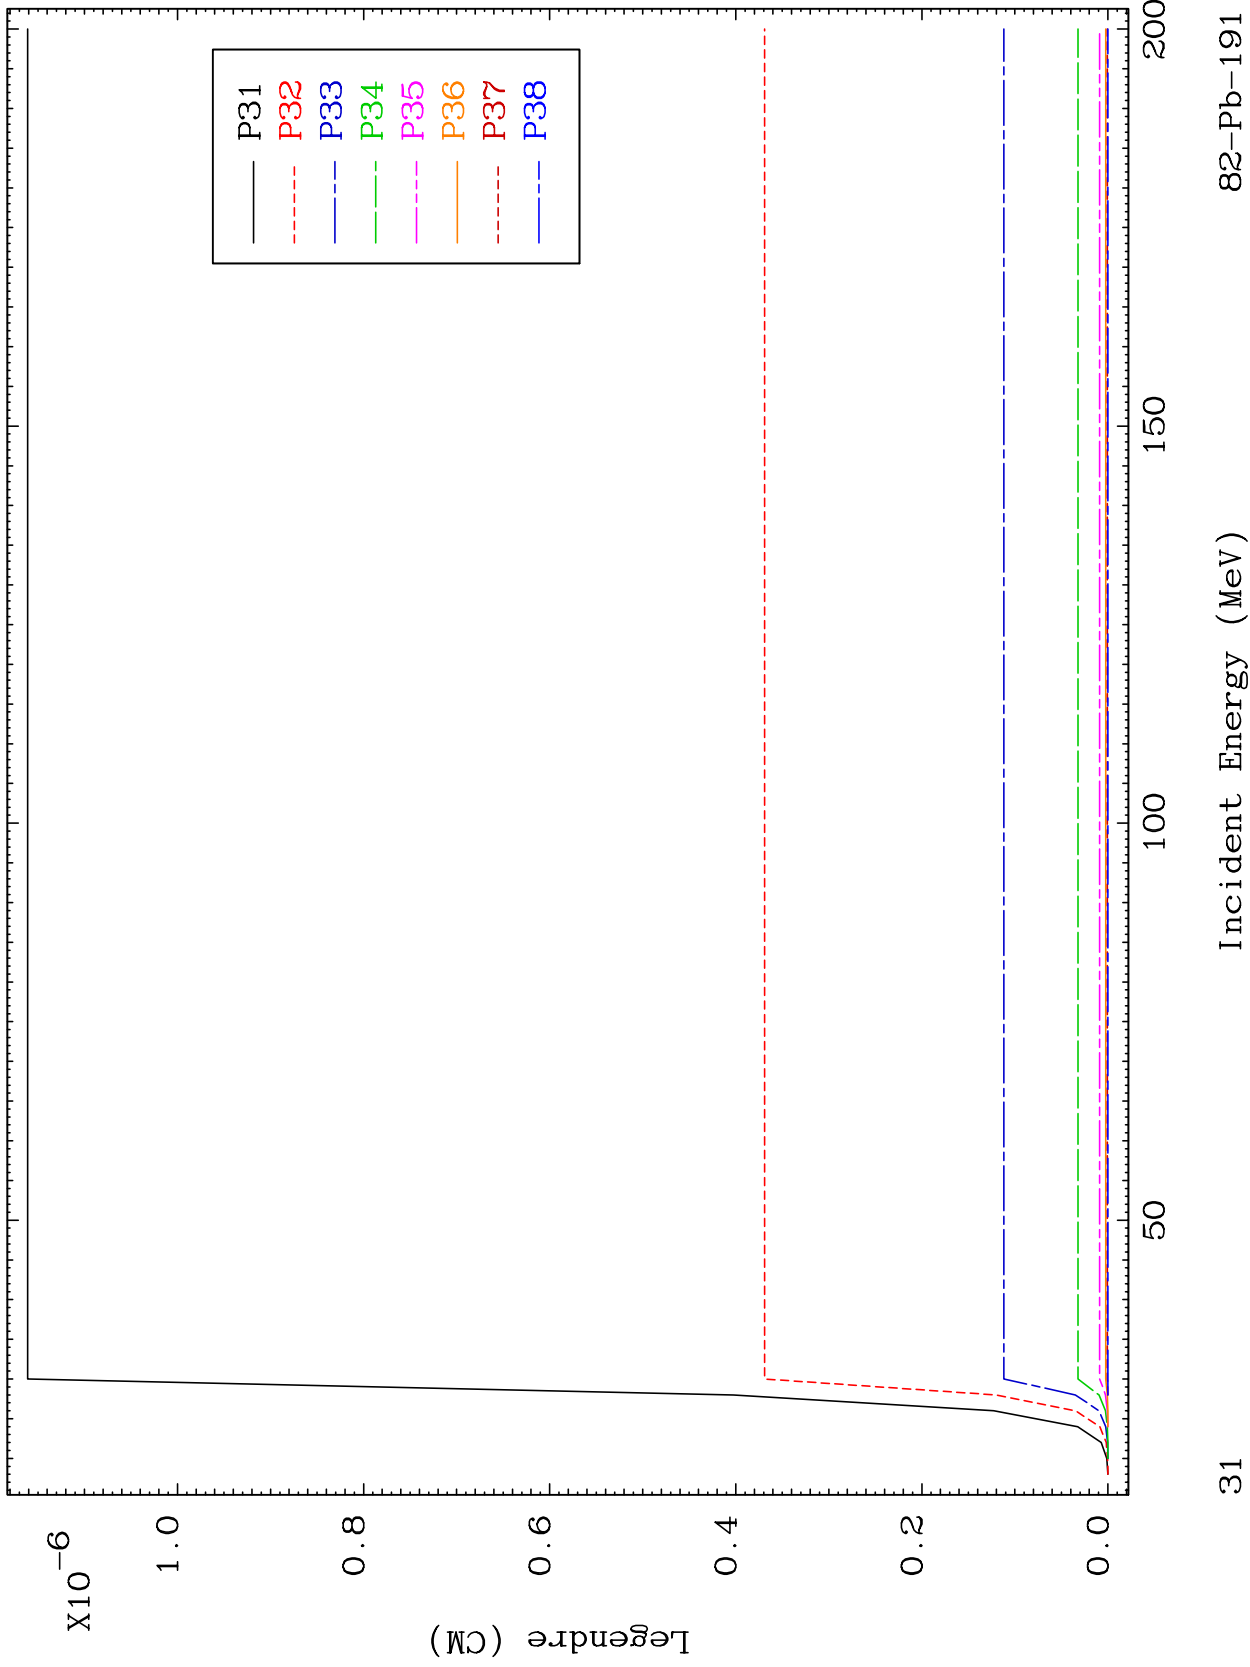 X10-6
1.0
0.8
0.6
0.4
0.2
0.0
Legendre (CM)
P31
P32
P33
P34
P35
P36
P37
P38
50
100
150
200
31
Incident Energy (MeV)
82-Pb-191